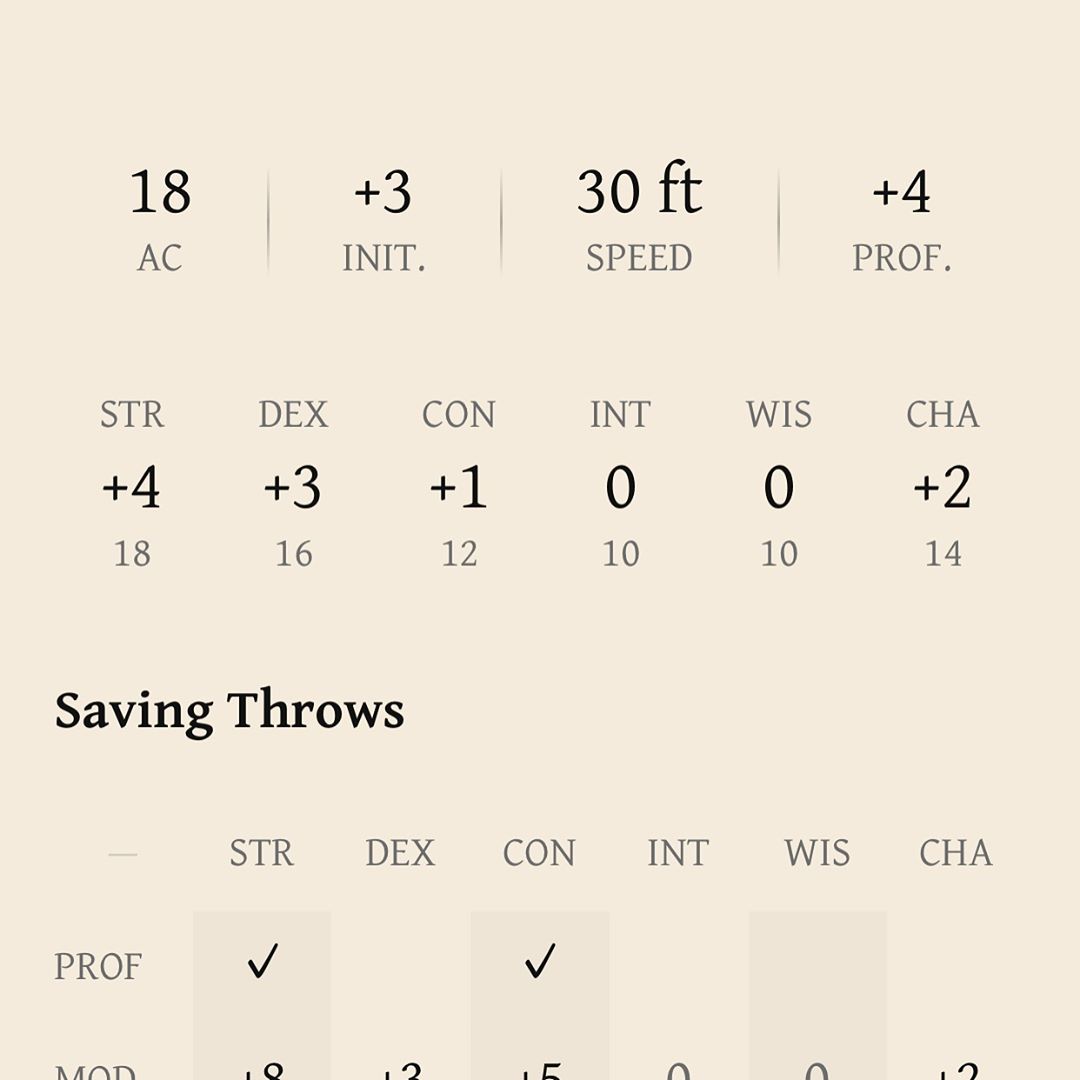 18 +3 30 ft +4
AC INIT. SPEED PROF.
STR DEX CON INT WIS CHA
+4 +3 +1 0 0 +2
18 16 12 10 10 14
Saving Throws
— STR DEX CON INT WIS CHA
PROF ✓ ✓
MOD +8 +3 +5 0 0 +2